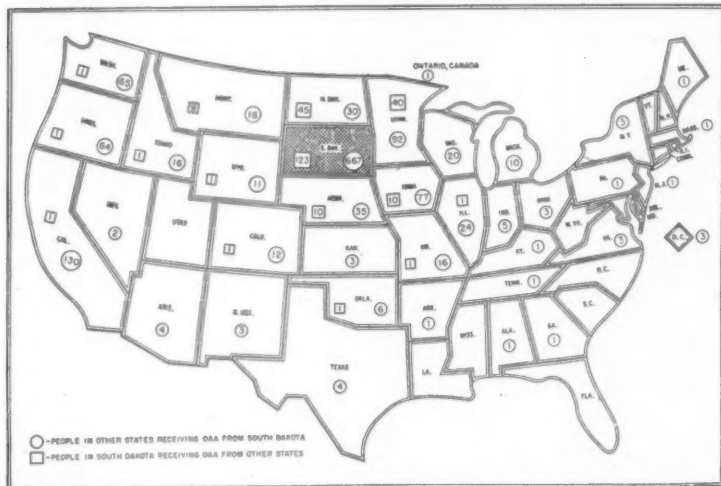 ONTARIO, CANADA
1
WASH.
1 65
MONT.
18
N. DAK.
45 30
40
MINN.
92
ME.
1
OREG.
1 64
IDAHO
1 16
WYO.
1 11
S. DAK.
123 667
WIS.
20
MICH.
10
VT.
N.H.
N.Y.
MASS. 1
R.I.
CONN.
NEBR.
10 35
IOWA
10 77
1
ILL.
24
IND.
5
OHIO
3
PA.
1
N.J. 1
DEL.
MD.
W. VA.
VA.
3
D.C. 3
NEV.
2
UTAH
COLO.
1 12
KAN.
3
MO.
1 16
KY. 1
CAL.
1 130
ARIZ.
4
N. MEX.
3
OKLA.
1 6
ARK.
1
TENN.
1
N.C.
S.C.
TEXAS
4
LA.
MISS.
ALA.
1
GA.
1
FLA.
-PEOPLE IN OTHER STATES RECEIVING OAA FROM SOUTH DAKOTA
-PEOPLE IN SOUTH DAKOTA RECEIVING OAA FROM OTHER STATES